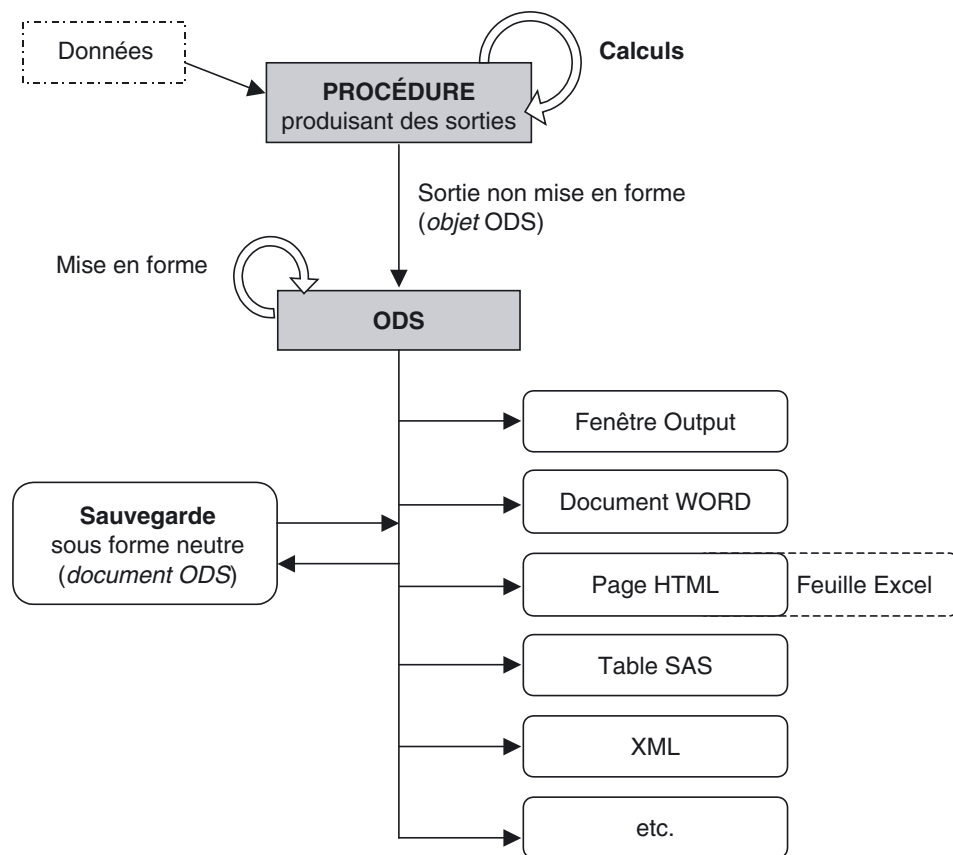 Données
Calculs
PROCÉDURE
produisant des sorties
Sortie non mise en forme
(objet ODS)
Mise en forme
ODS
Fenêtre Output
Document WORD
Sauvegarde
sous forme neutre
(document ODS)
Page HTML
Feuille Excel
Table SAS
XML
etc.